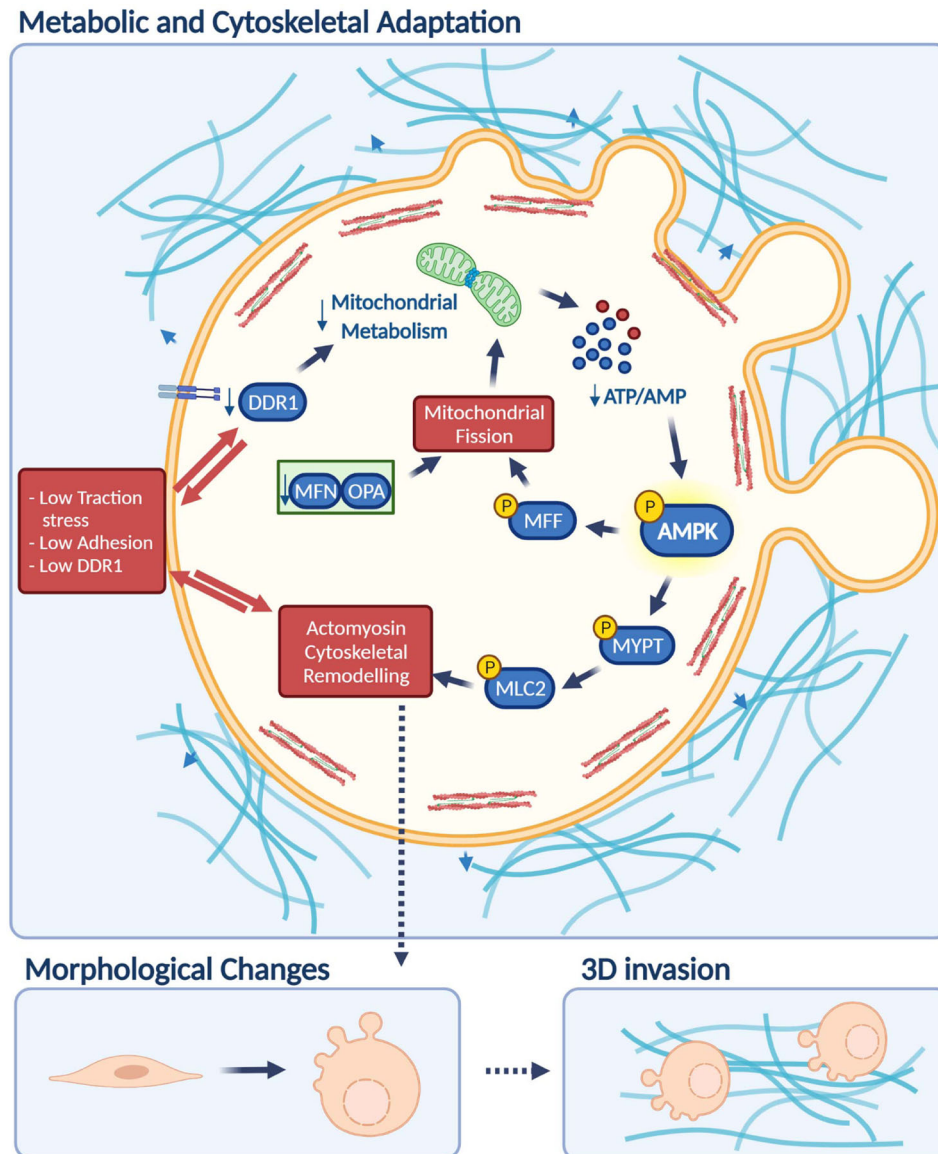 Metabolic and Cytoskeletal Adaptation
↓ Mitochondrial
Metabolism
↓ DDR1
↓ ATP/AMP
Mitochondrial
Fission
↓ MFN OPA
P
MFF
P
AMPK
- Low Traction
stress
- Low Adhesion
- Low DDR1
P
MYPT
Actomyosin
Cytoskeletal
Remodelling
P
MLC2
Morphological Changes
3D invasion